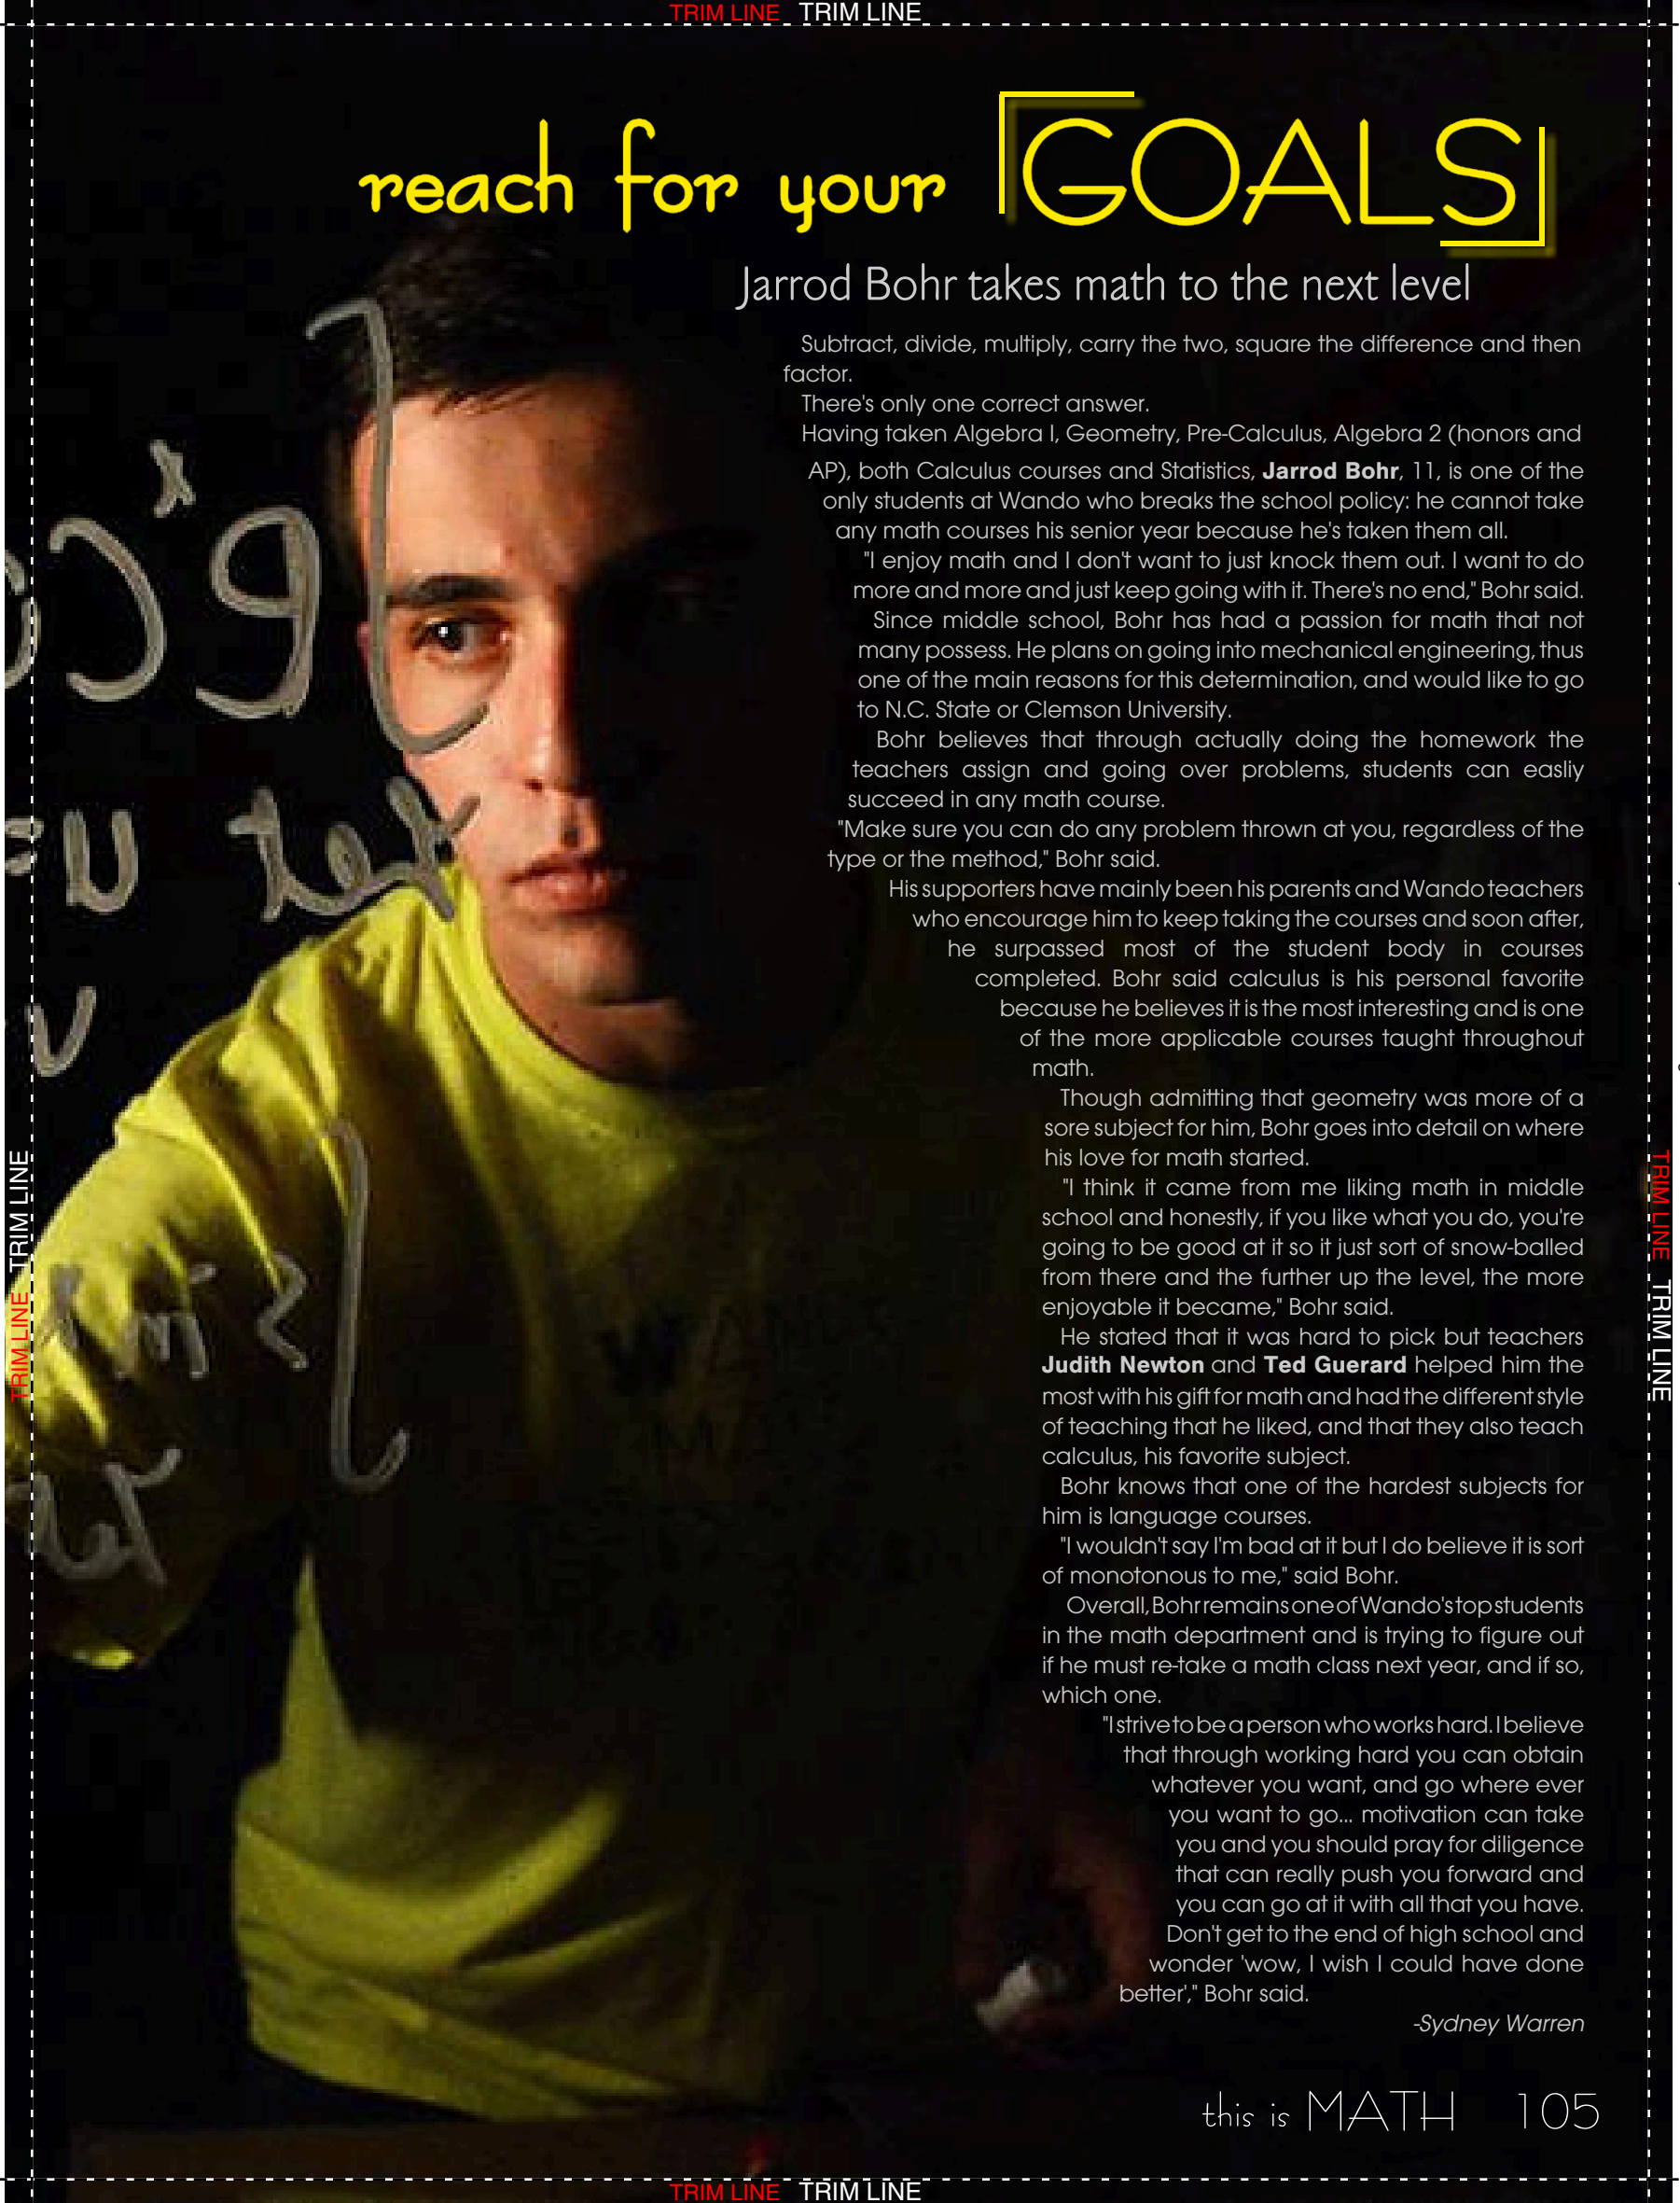 TRIM LINE TRIM LINE
reach for your GOALS
Jarrod Bohr takes math to the next level
Subtract, divide, multiply, carry the two, square the difference and then
factor.
There's only one correct answer.
Having taken Algebra I, Geometry, Pre-Calculus, Algebra 2 (honors and
AP), both Calculus courses and Statistics, Jarrod Bohr, 11, is one of the
only students at Wando who breaks the school policy: he cannot take
any math courses his senior year because he's taken them all.
"I enjoy math and I don't want to just knock them out. I want to do
more and more and just keep going with it. There's no end," Bohr said.
Since middle school, Bohr has had a passion for math that not
many possess. He plans on going into mechanical engineering, thus
one of the main reasons for this determination, and would like to go
to N.C. State or Clemson University.
Bohr believes that through actually doing the homework the
teachers assign and going over problems, students can easliy
succeed in any math course.
"Make sure you can do any problem thrown at you, regardless of the
type or the method," Bohr said.
His supporters have mainly been his parents and Wando teachers
who encourage him to keep taking the courses and soon after,
he surpassed most of the student body in courses
completed. Bohr said calculus is his personal favorite
because he believes it is the most interesting and is one
of the more applicable courses taught throughout
math.
Though admitting that geometry was more of a
sore subject for him, Bohr goes into detail on where
his love for math started.
"I think it came from me liking math in middle
school and honestly, if you like what you do, you're
going to be good at it so it just sort of snow-balled
from there and the further up the level, the more
enjoyable it became," Bohr said.
He stated that it was hard to pick but teachers
Judith Newton and Ted Guerard helped him the
most with his gift for math and had the different style
of teaching that he liked, and that they also teach
calculus, his favorite subject.
Bohr knows that one of the hardest subjects for
him is language courses.
"I wouldn't say I'm bad at it but I do believe it is sort
of monotonous to me," said Bohr.
Overall, Bohr remains one of Wando's top students
in the math department and is trying to figure out
if he must re-take a math class next year, and if so,
which one.
"I strive to be a person who works hard. I believe
that through working hard you can obtain
whatever you want, and go where ever
you want to go... motivation can take
you and you should pray for diligence
that can really push you forward and
you can go at it with all that you have.
Don't get to the end of high school and
wonder 'wow, I wish I could have done
better'," Bohr said.
-Sydney Warren
this is MATH 105
TRIM LINE TRIM LINE
TRIM LINE TRIM LINE
TRIM LINE TRIM LINE